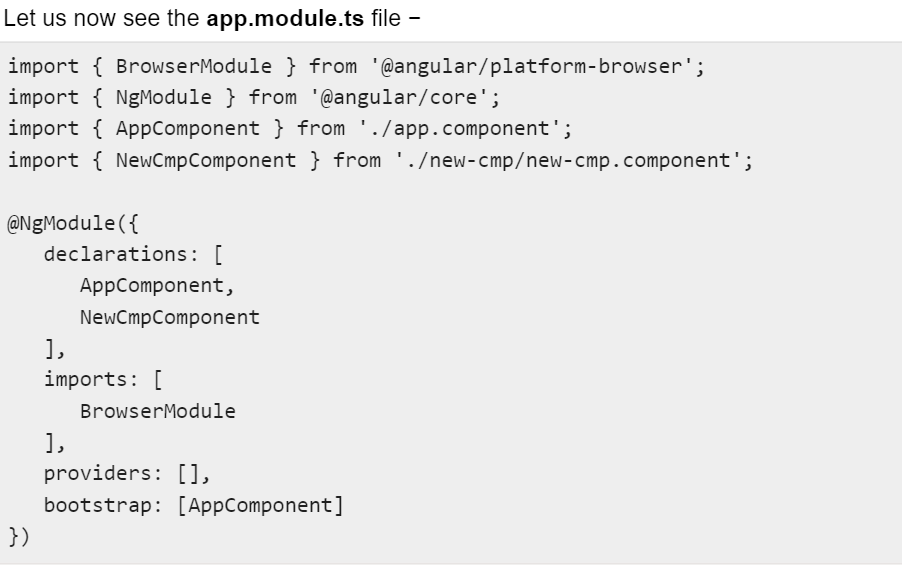 Let us now see the app.module.ts file −
import { BrowserModule } from '@angular/platform-browser';
import { NgModule } from '@angular/core';
import { AppComponent } from './app.component';
import { NewCmpComponent } from './new-cmp/new-cmp.component';
@NgModule({
   declarations: [
      AppComponent,
      NewCmpComponent
   ],
   imports: [
      BrowserModule
   ],
   providers: [],
   bootstrap: [AppComponent]
})